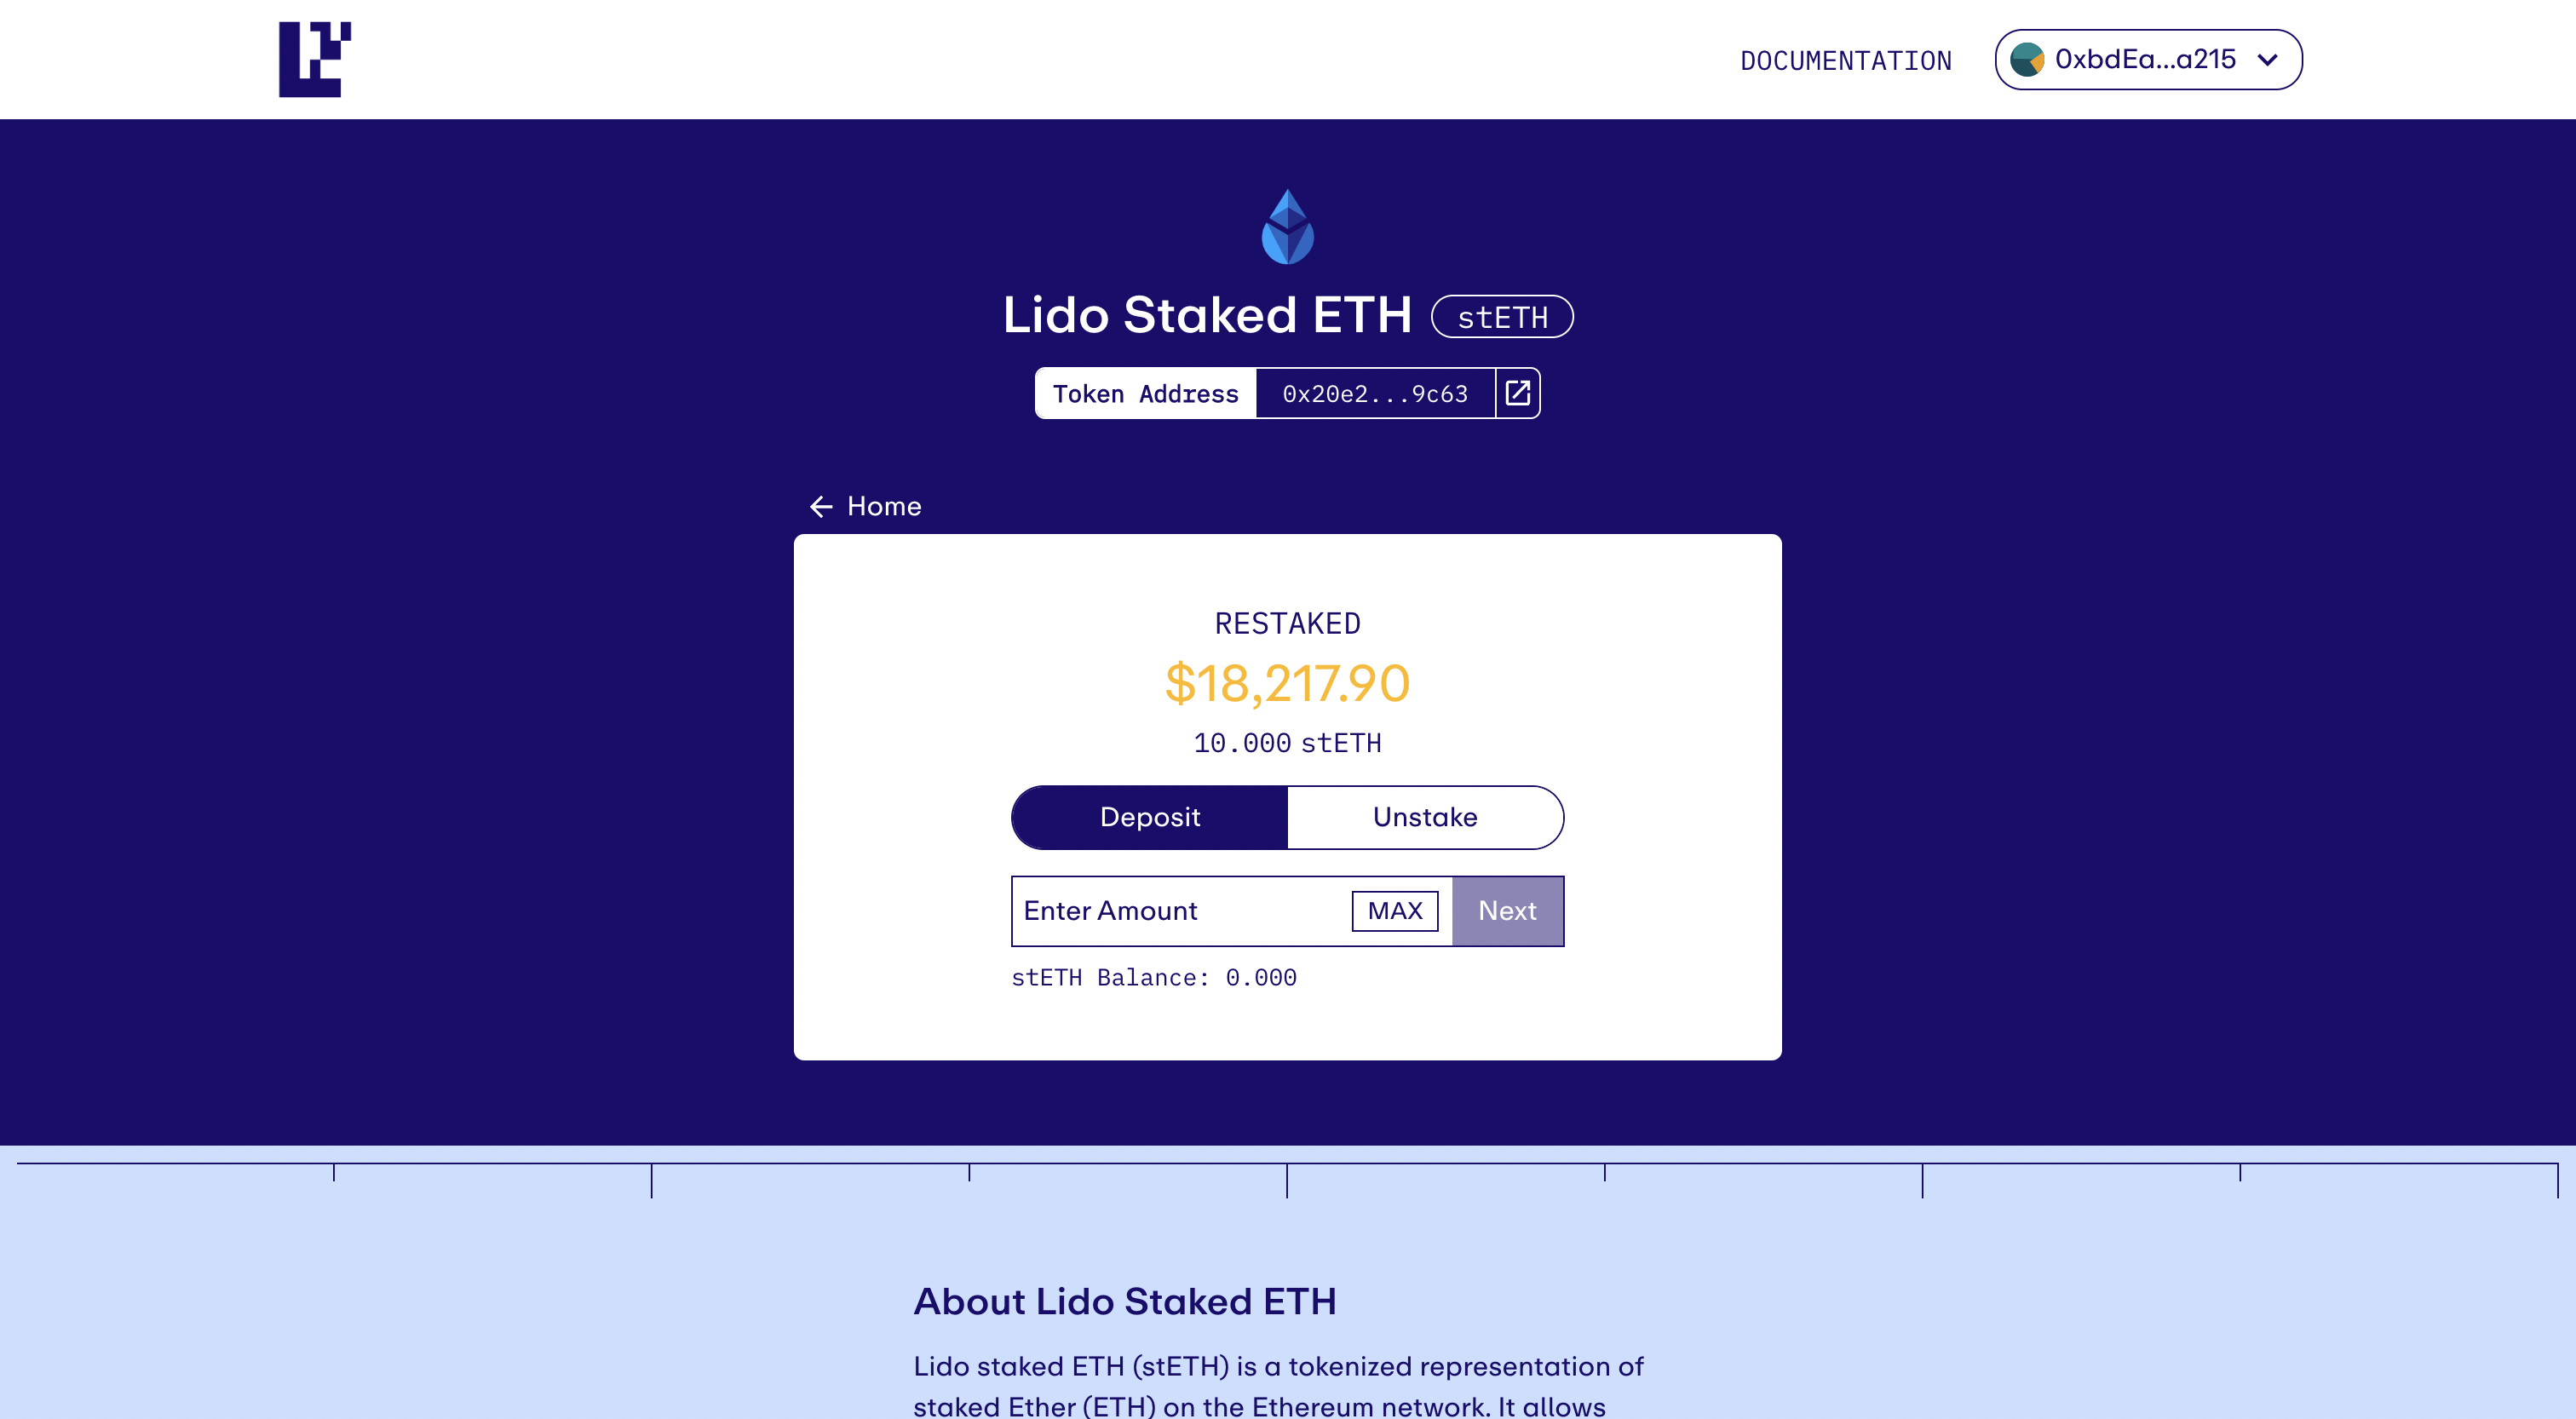 DOCUMENTATION
0xbdEa...a215
Lido Staked ETH
stETH
Token Address
0x20e2...9c63
Home
RESTAKED
$18,217.90
10.000 stETH
Deposit
Unstake
Enter Amount
MAX
Next
stETH Balance: 0.000
About Lido Staked ETH
Lido staked ETH (stETH) is a tokenized representation of
staked Ether (ETH) on the Ethereum network. It allows